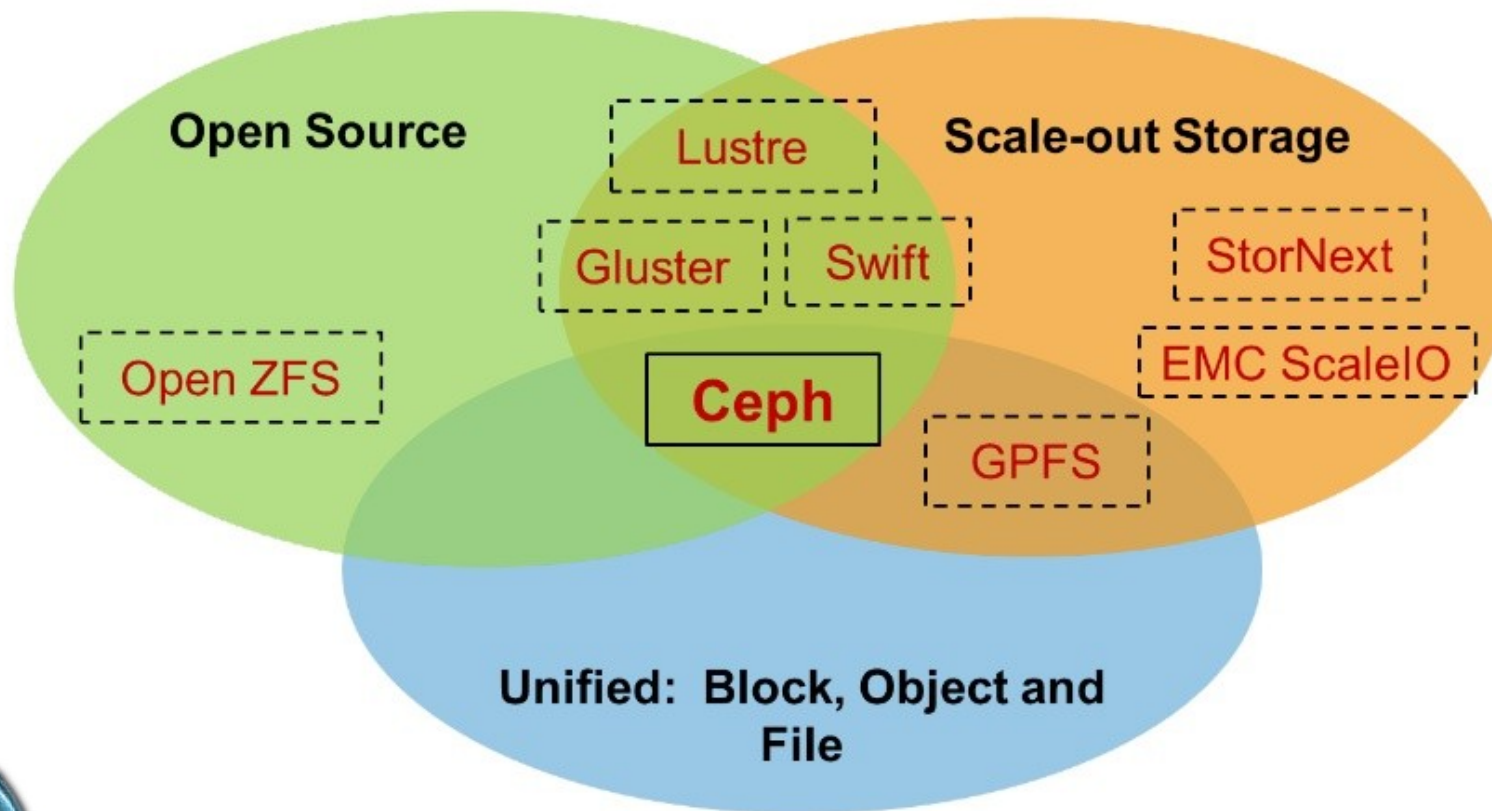 Open Source
Scale-out Storage
Lustre
Gluster
Swift
StorNext
Open ZFS
EMC ScaleIO
Ceph
GPFS
Unified: Block, Object and
File